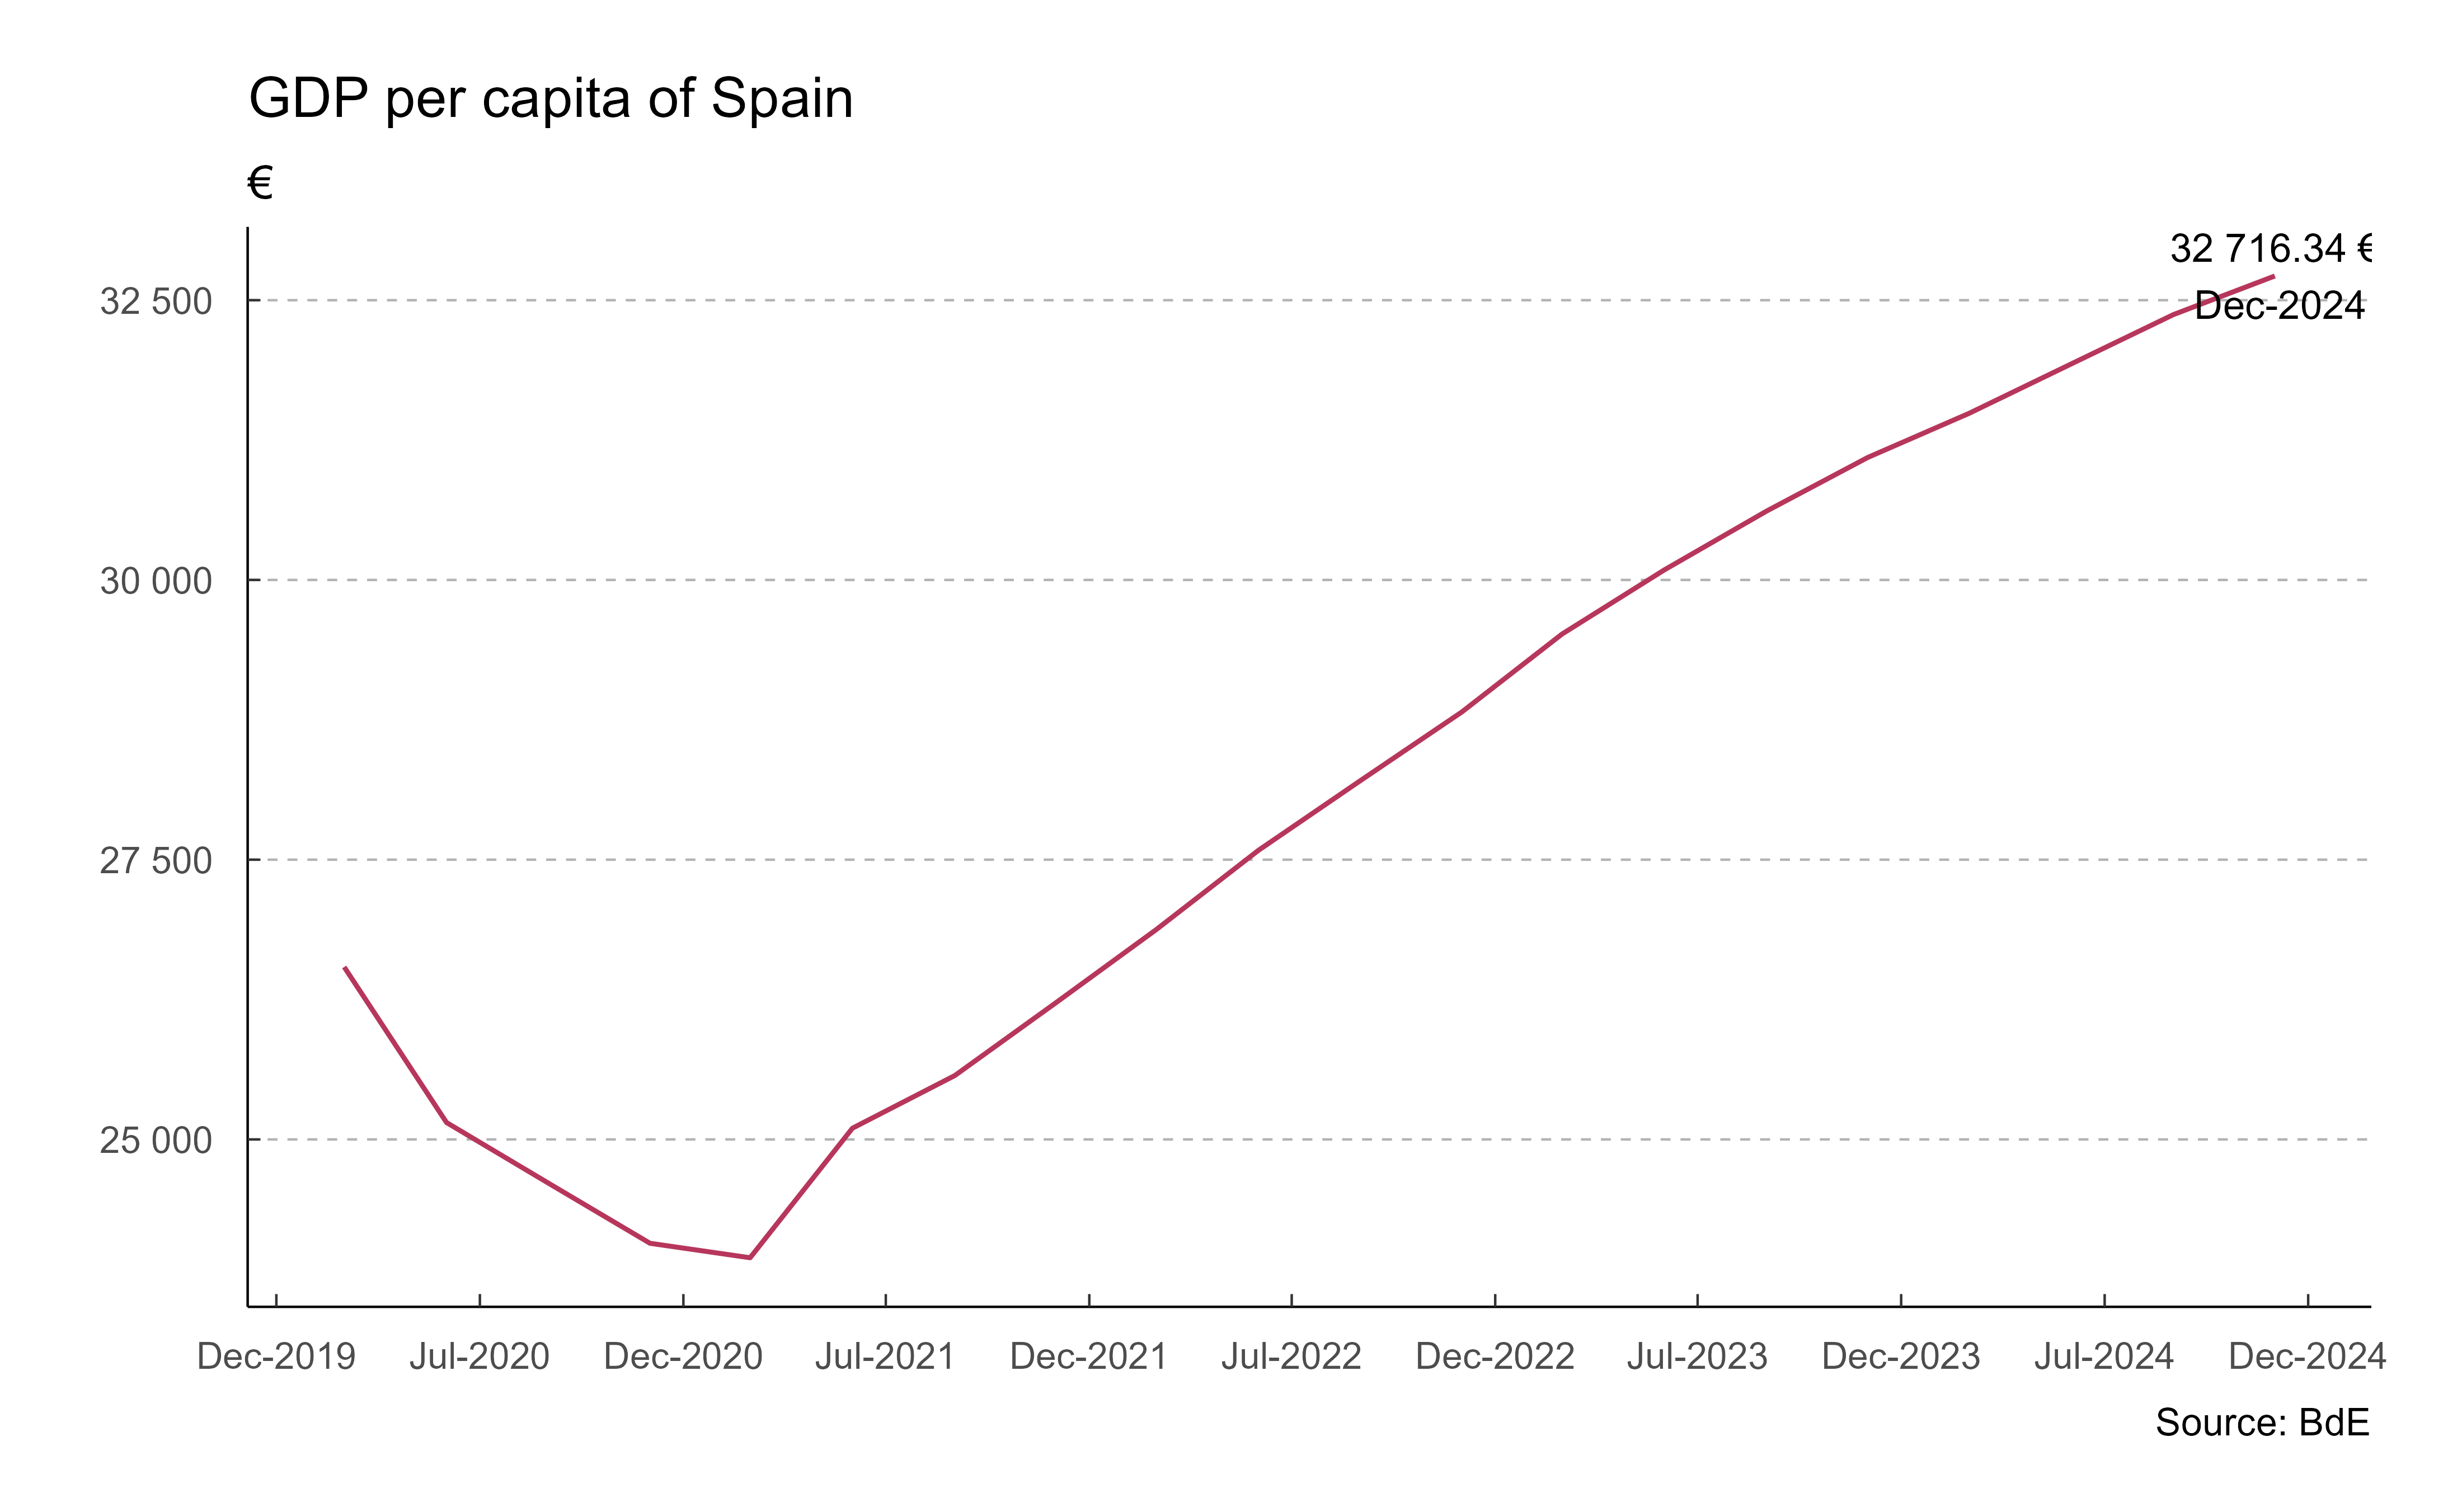 GDP per capita of Spain
€
32 716.34 €
Dec-2024
32 500
30 000
27 500
25 000
Dec-2019 Jul-2020 Dec-2020 Jul-2021 Dec-2021 Jul-2022 Dec-2022 Jul-2023 Dec-2023 Jul-2024 Dec-2024
Source: BdE